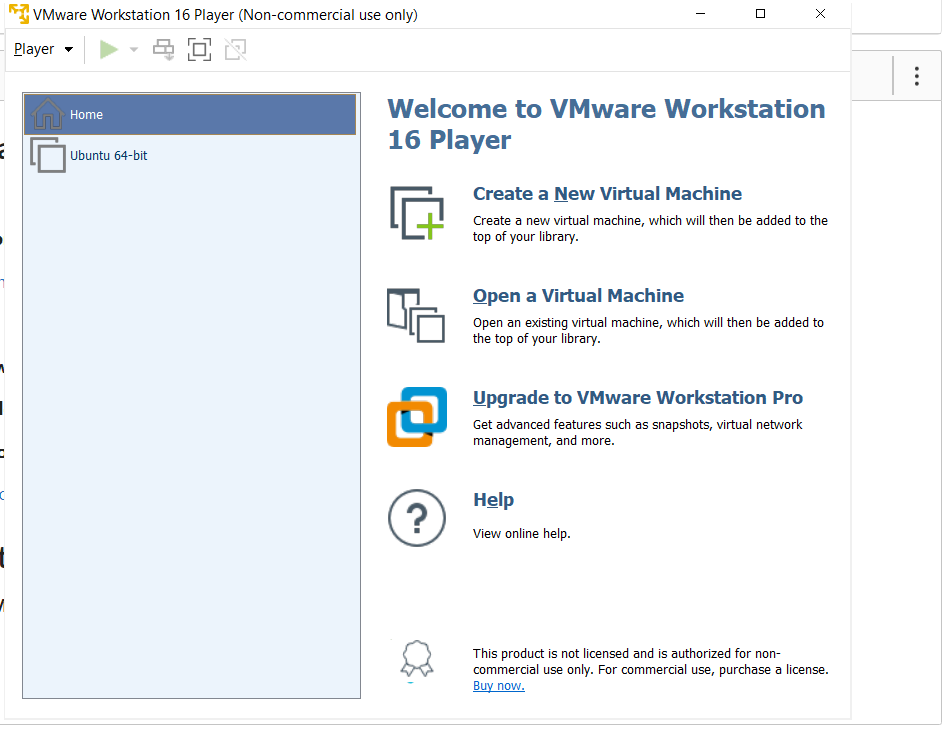 VMware Workstation 16 Player (Non-commercial use only)
Player
Home
Ubuntu 64-bit
Welcome to VMware Workstation
16 Player
Create a New Virtual Machine
Create a new virtual machine, which will then be added to the
top of your library.
Open a Virtual Machine
Open an existing virtual machine, which will then be added to
the top of your library.
Upgrade to VMware Workstation Pro
Get advanced features such as snapshots, virtual network
management, and more.
Help
View online help.
This product is not licensed and is authorized for non-
commercial use only. For commercial use, purchase a license.
Buy now.